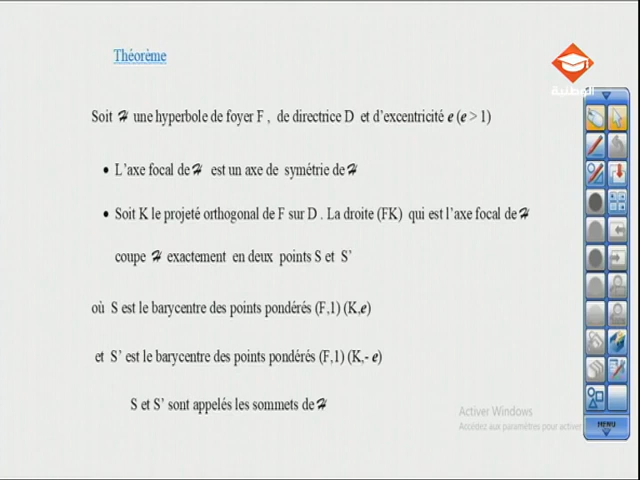 Théorème
الوطنية
Soit ℋ une hyperbole de foyer F , de directrice D et d'excentricité e (e > 1)
• L'axe focal de ℋ est un axe de symétrie de ℋ
• Soit K le projeté orthogonal de F sur D . La droite (FK) qui est l'axe focal de ℋ
coupe ℋ exactement en deux points S et S'
où S est le barycentre des points pondérés (F,1) (K,e)
et S' est le barycentre des points pondérés (F,1) (K,- e)
S et S' sont appelés les sommets de ℋ
Activer Windows
Accédez aux paramètres pour activer
MENU